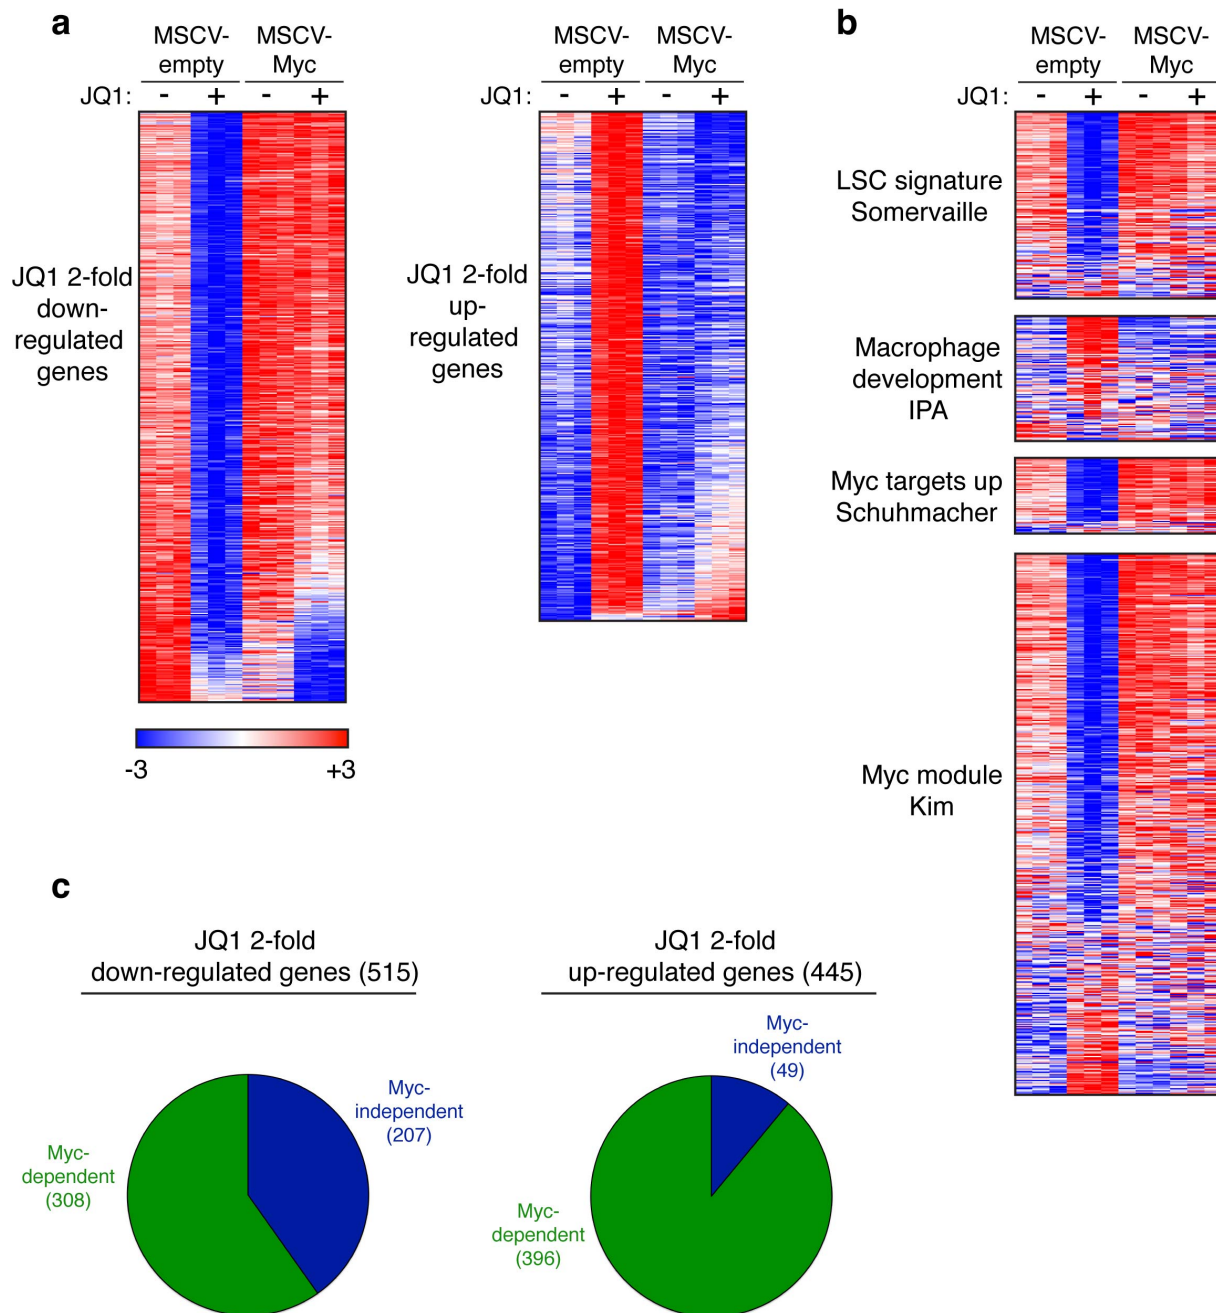 a
MSCV-
empty
MSCV-
Myc
JQ1: - + - +
JQ1 2-fold
down-
regulated
genes
-3 +3
MSCV-
empty
MSCV-
Myc
JQ1: - + - +
JQ1 2-fold
up-
regulated
genes
b
MSCV-
empty
MSCV-
Myc
JQ1: - + - +
LSC signature
Somervaille
Macrophage
development
IPA
Myc targets up
Schuhmacher
Myc module
Kim
c
JQ1 2-fold
down-regulated genes (515)
Myc-
independent
(207)
Myc-
dependent
(308)
JQ1 2-fold
up-regulated genes (445)
Myc-
independent
(49)
Myc-
dependent
(396)